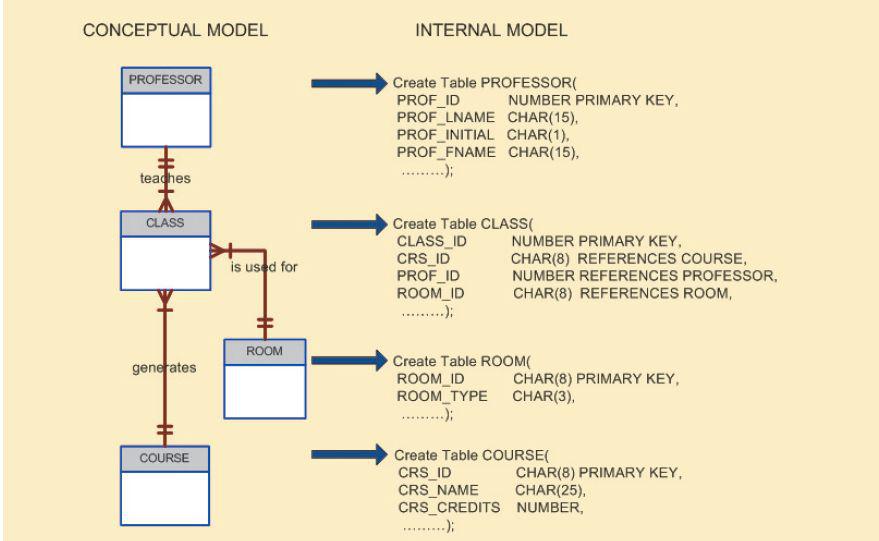 CONCEPTUAL MODEL
INTERNAL MODEL
PROFESSOR
teaches
CLASS
is used for
ROOM
generates
COURSE
Create Table PROFESSOR(
PROF_ID NUMBER PRIMARY KEY,
PROF_LNAME CHAR(15),
PROF_INITIAL CHAR(1),
PROF_FNAME CHAR(15),
.........);
Create Table CLASS(
CLASS_ID NUMBER PRIMARY KEY,
CRS_ID CHAR(8) REFERENCES COURSE,
PROF_ID NUMBER REFERENCES PROFESSOR,
ROOM_ID CHAR(8) REFERENCES ROOM,
.........);
Create Table ROOM(
ROOM_ID CHAR(8) PRIMARY KEY,
ROOM_TYPE CHAR(3),
.........);
Create Table COURSE(
CRS_ID CHAR(8) PRIMARY KEY,
CRS_NAME CHAR(25),
CRS_CREDITS NUMBER,
.........);